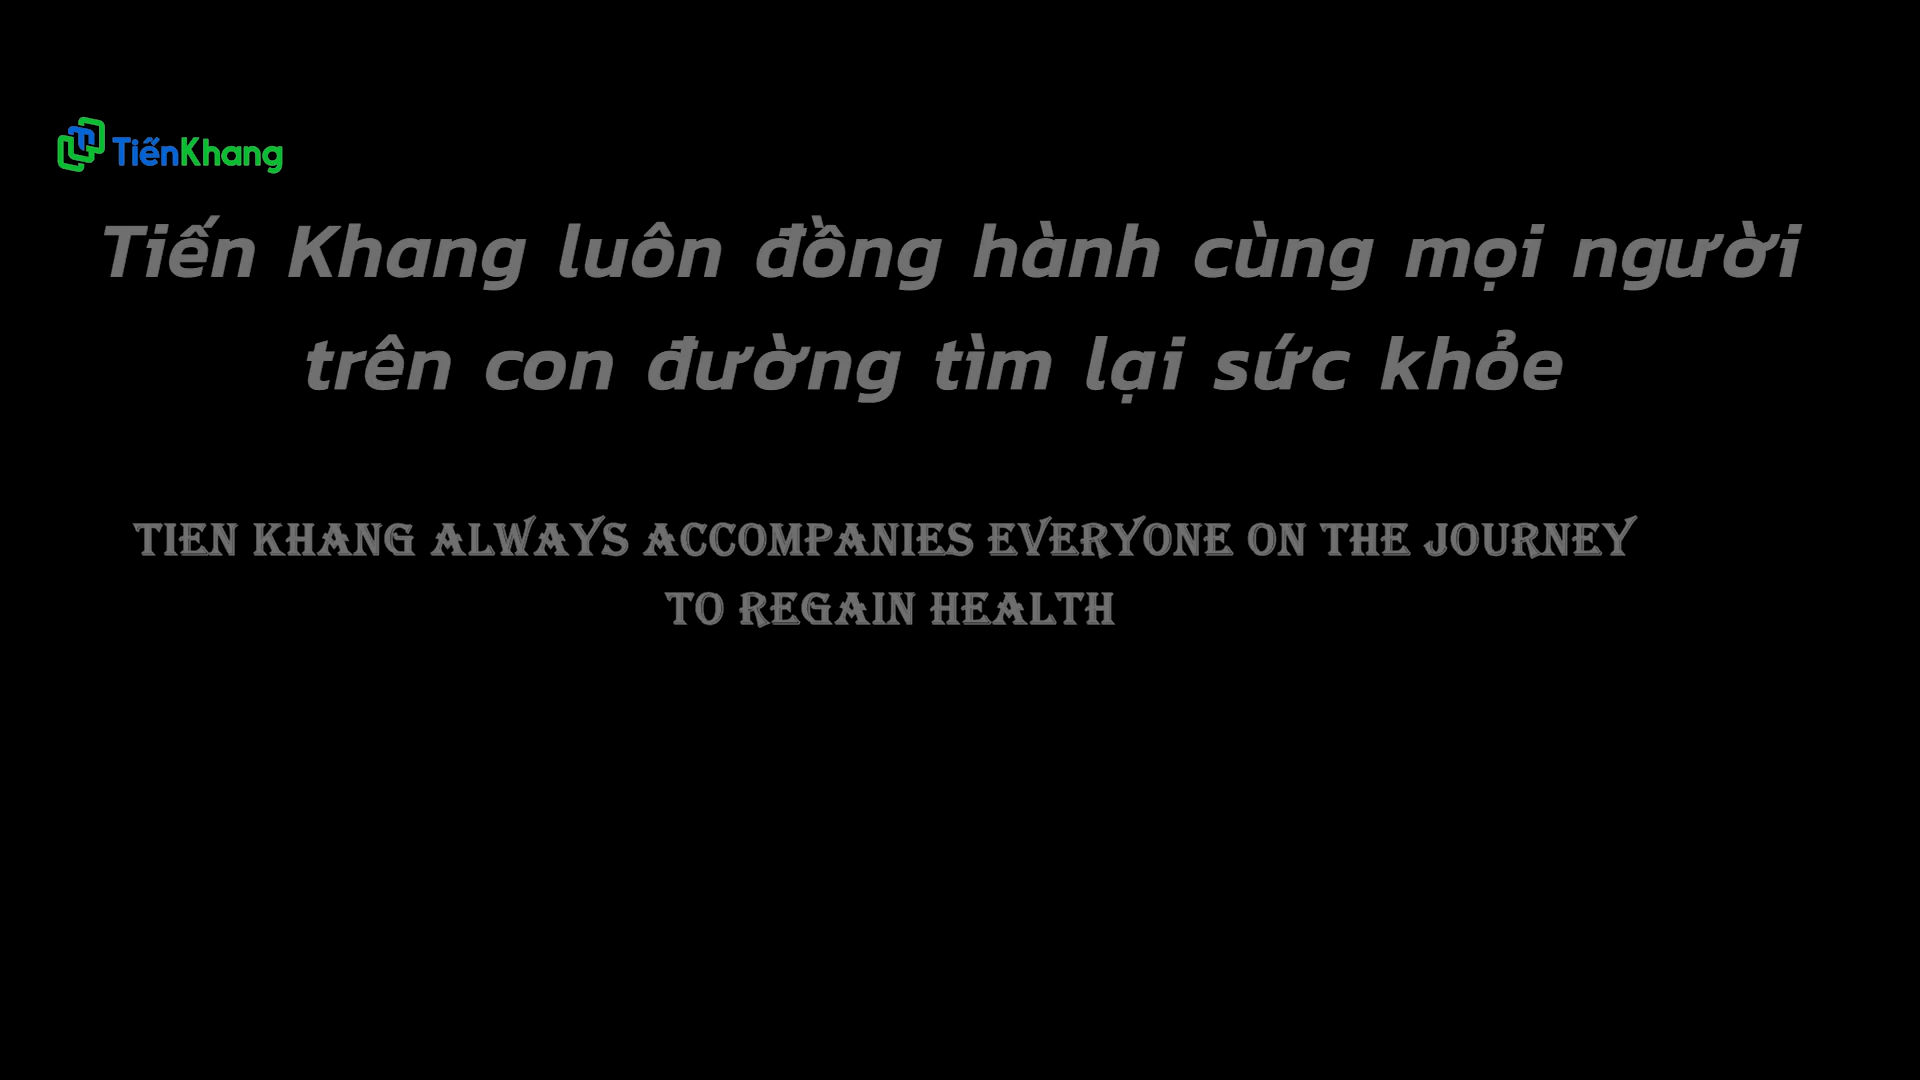 TiếnKhang
Tiến Khang luôn đồng hành cùng mọi người
trên con đường tìm lại sức khỏe
TIEN KHANG ALWAYS ACCOMPANIES EVERYONE ON THE JOURNEY
TO REGAIN HEALTH